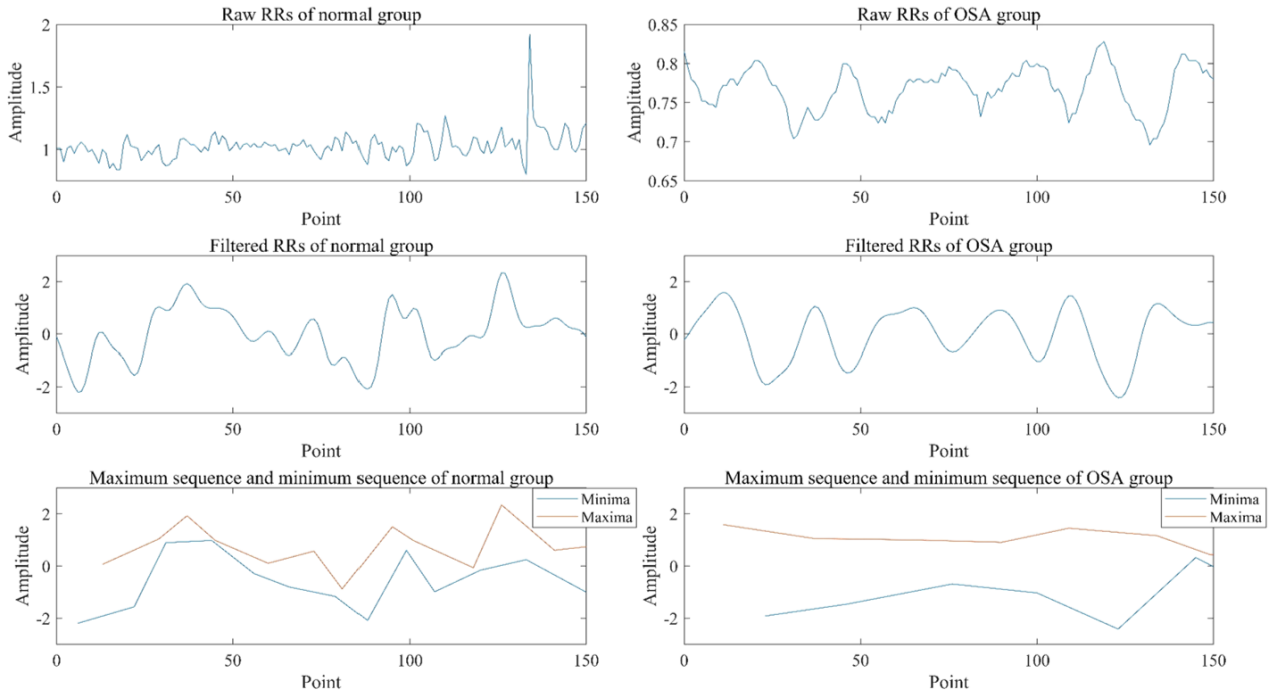 Raw RRs of normal group
2
1.5
1
Amplitude
0 50 100 150
Point
Raw RRs of OSA group
0.85
0.8
0.75
0.7
0.65
Amplitude
0 50 100 150
Point
Filtered RRs of normal group
2
0
-2
Amplitude
0 50 100 150
Point
Filtered RRs of OSA group
2
0
-2
Amplitude
0 50 100 150
Point
Maximum sequence and minimum sequence of normal group
Minima
Maxima
2
0
-2
Amplitude
0 50 100 150
Point
Maximum sequence and minimum sequence of OSA group
Minima
Maxima
2
0
-2
Amplitude
0 50 100 150
Point